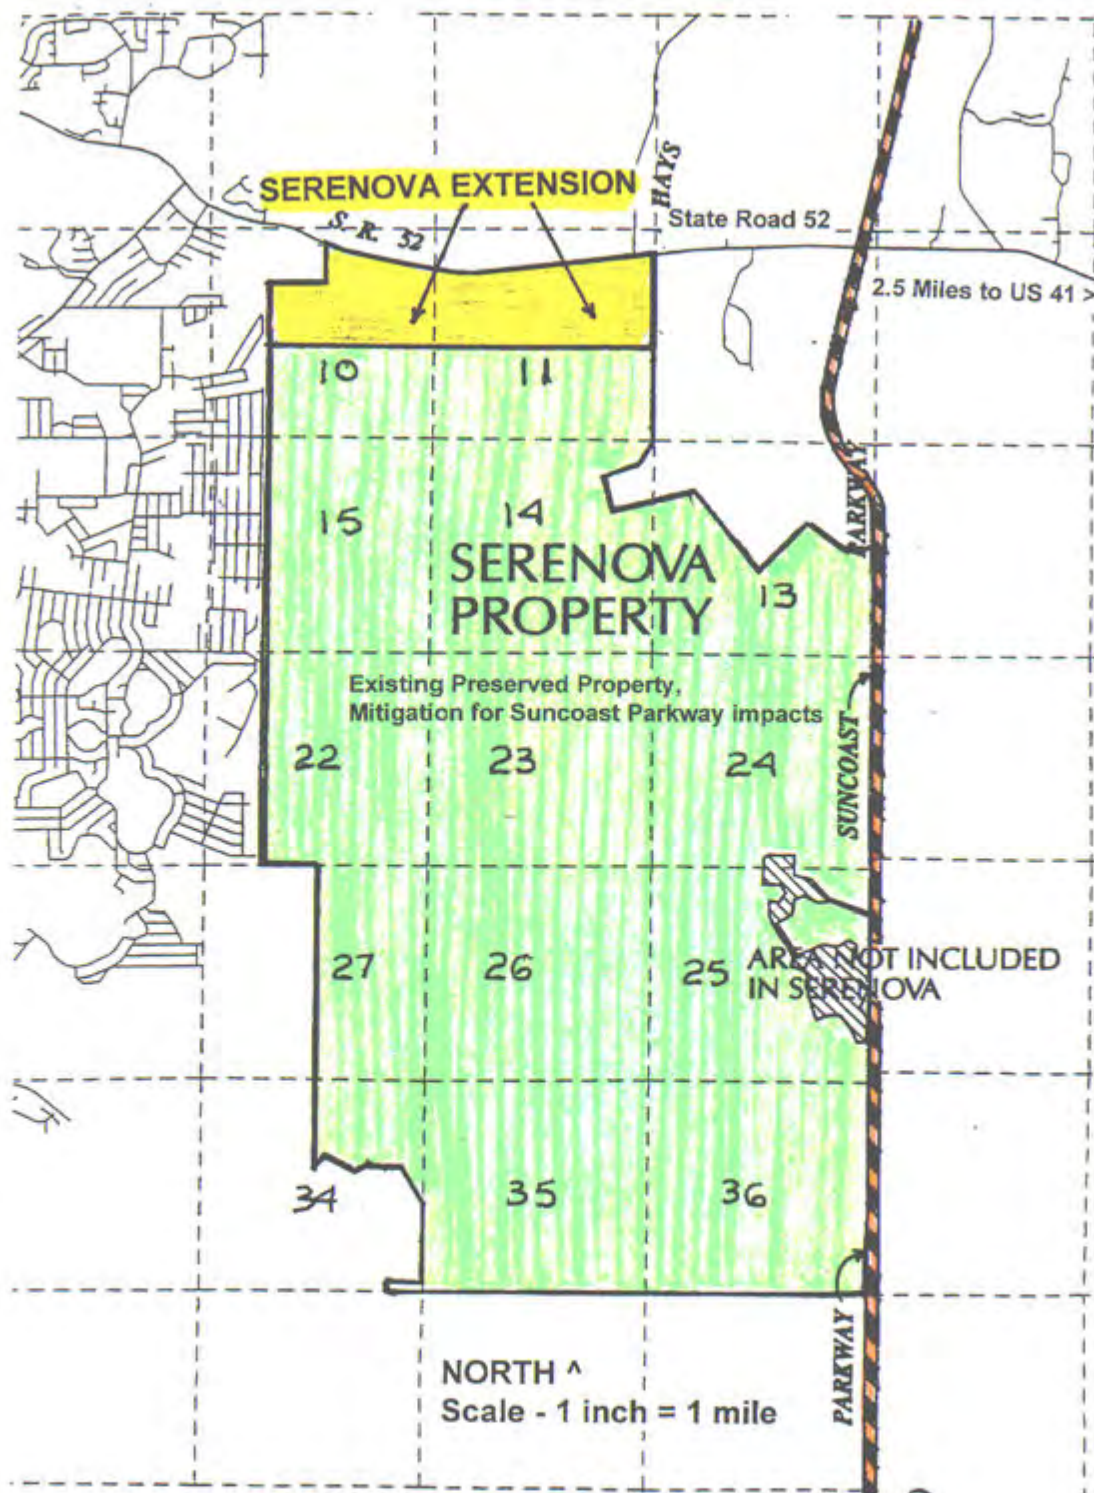 SERENOVA EXTENSION
HAYS
S. R. 52
State Road 52
2.5 Miles to US 41 >
10
11
PARKWAY
15
14
SERENOVA
PROPERTY
13
Existing Preserved Property,
Mitigation for Suncoast Parkway impacts
22
23
24
SUNCOAST
27
26
25
AREA NOT INCLUDED
IN SERENOVA
34
35
36
PARKWAY
NORTH ^
Scale - 1 inch = 1 mile